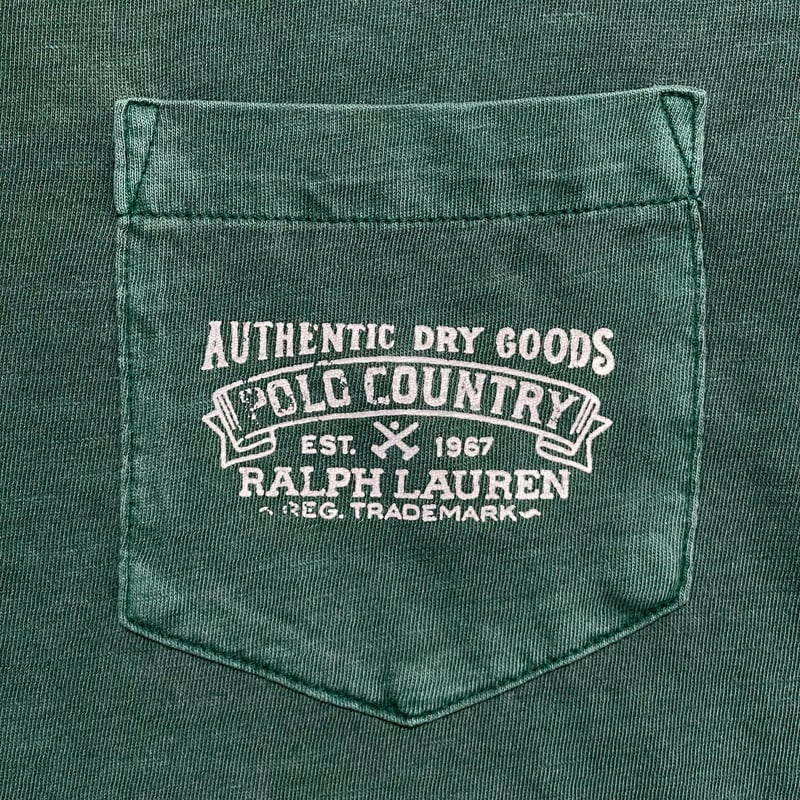 AUTHENTIC DRY GOODS
POLO COUNTRY
EST. 1967
RALPH LAUREN
REG. TRADEMARK